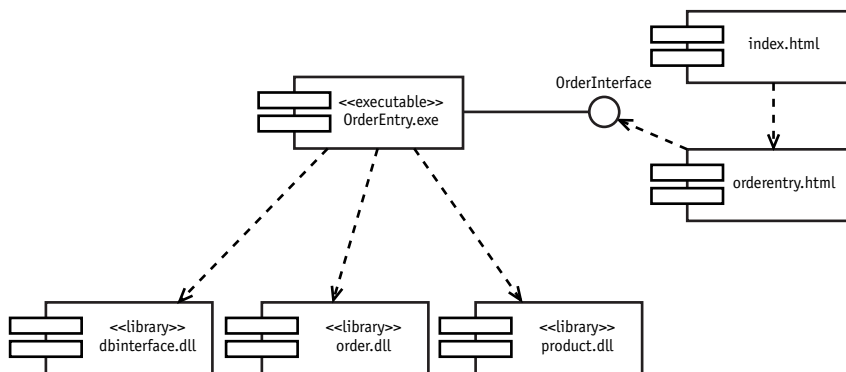 index.html
OrderInterface
<<executable>>
OrderEntry.exe
orderentry.html
<<library>>
dbinterface.dll
<<library>>
order.dll
<<library>>
product.dll